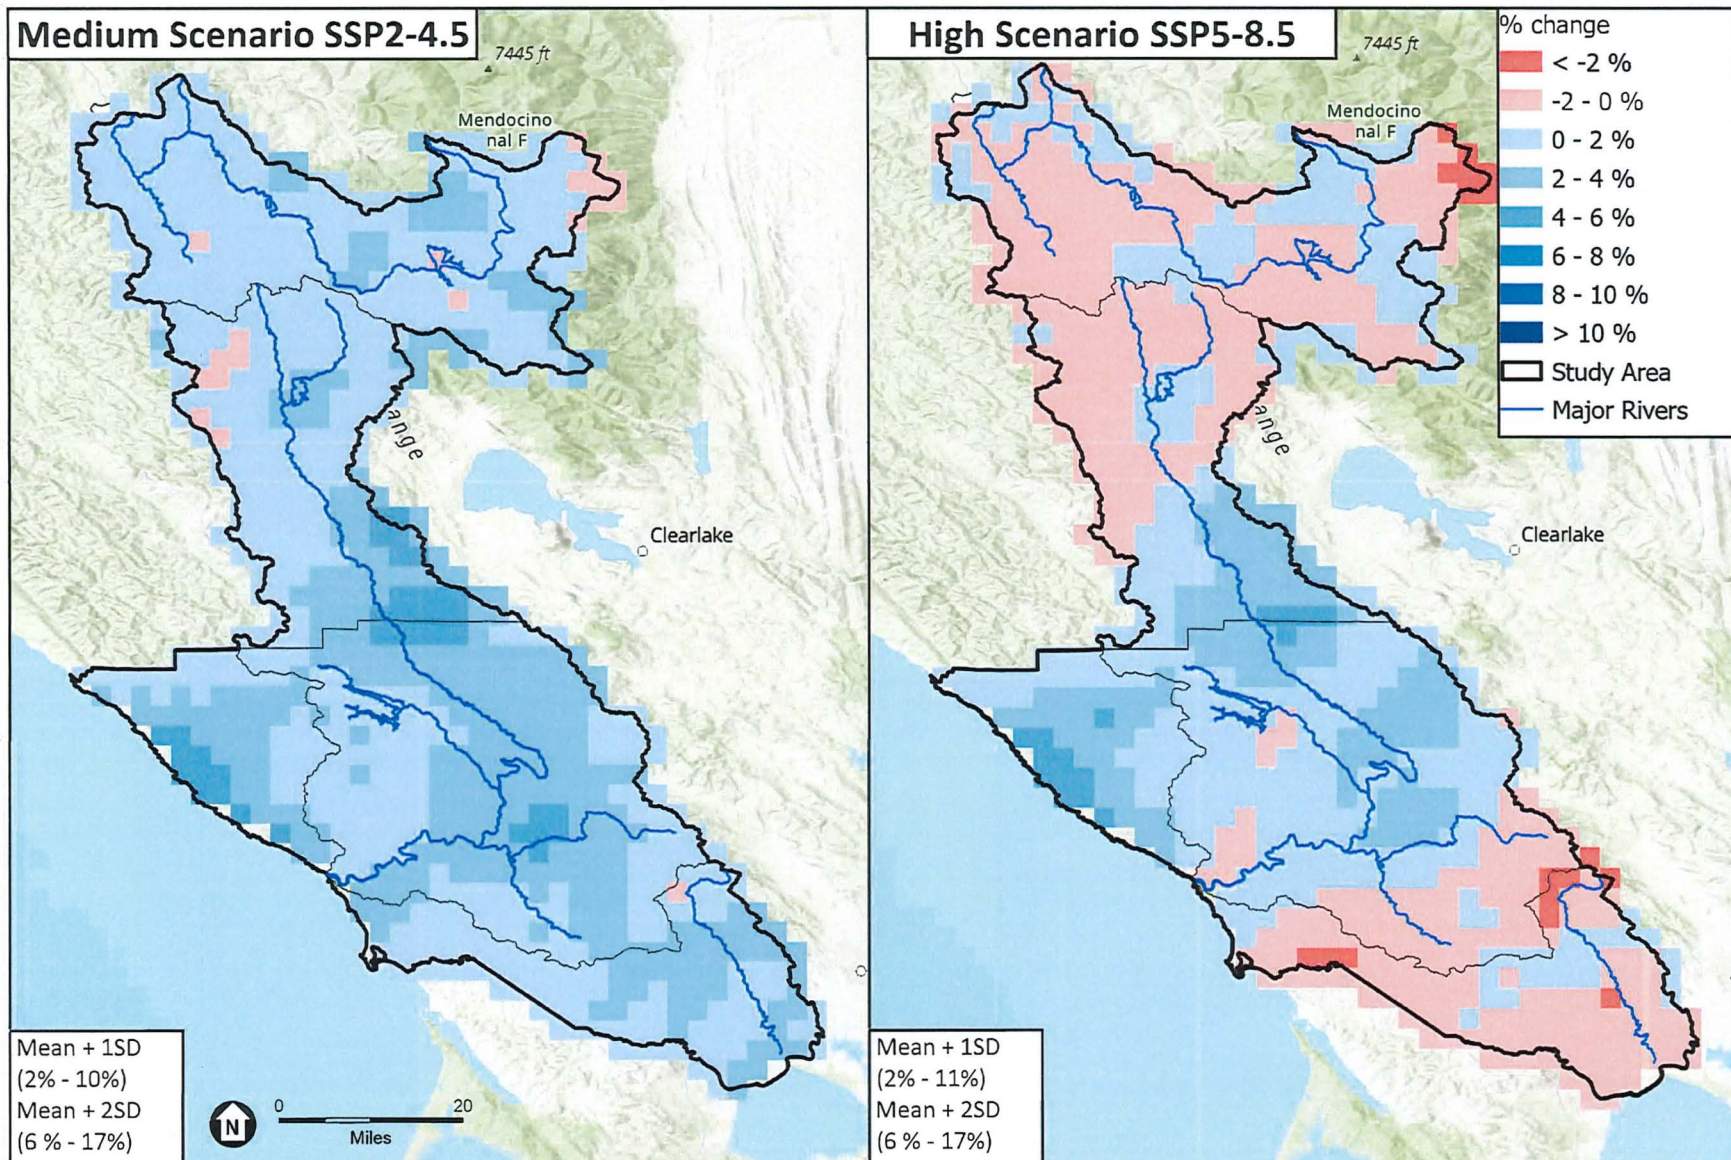 Medium Scenario SSP2-4.5
7445 ft
Mendocino
nal F
ange
Clearlake
Mean + 1SD
(2% - 10%)
Mean + 2SD
(6 % - 17%)
N
0 20
Miles
High Scenario SSP5-8.5
7445 ft
Mendocino
nal F
ange
Clearlake
Mean + 1SD
(2% - 11%)
Mean + 2SD
(6 % - 17%)
% change
< -2 %
-2 - 0 %
0 - 2 %
2 - 4 %
4 - 6 %
6 - 8 %
8 - 10 %
> 10 %
Study Area
Major Rivers